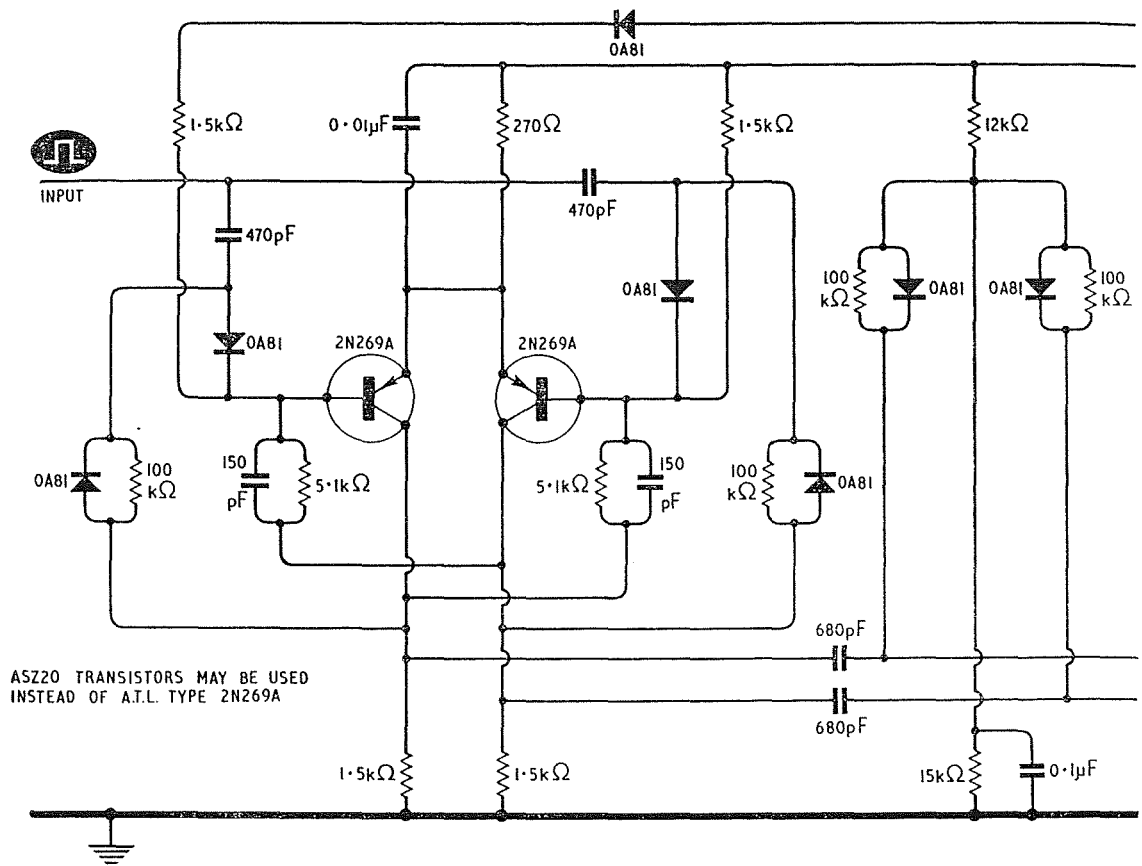 OA81
1·5kΩ
0·01µF
270Ω
1·5kΩ
12kΩ
INPUT
470pF
470pF
100
kΩ
OA81
OA81
100
kΩ
OA81
OA81
2N269A
2N269A
OA81
100
kΩ
150
pF
5·1kΩ
5·1kΩ
150
pF
100
kΩ
OA81
680pF
680pF
ASZ20 TRANSISTORS MAY BE USED
INSTEAD OF A.T.L. TYPE 2N269A
1·5kΩ
1·5kΩ
15kΩ
0·1µF